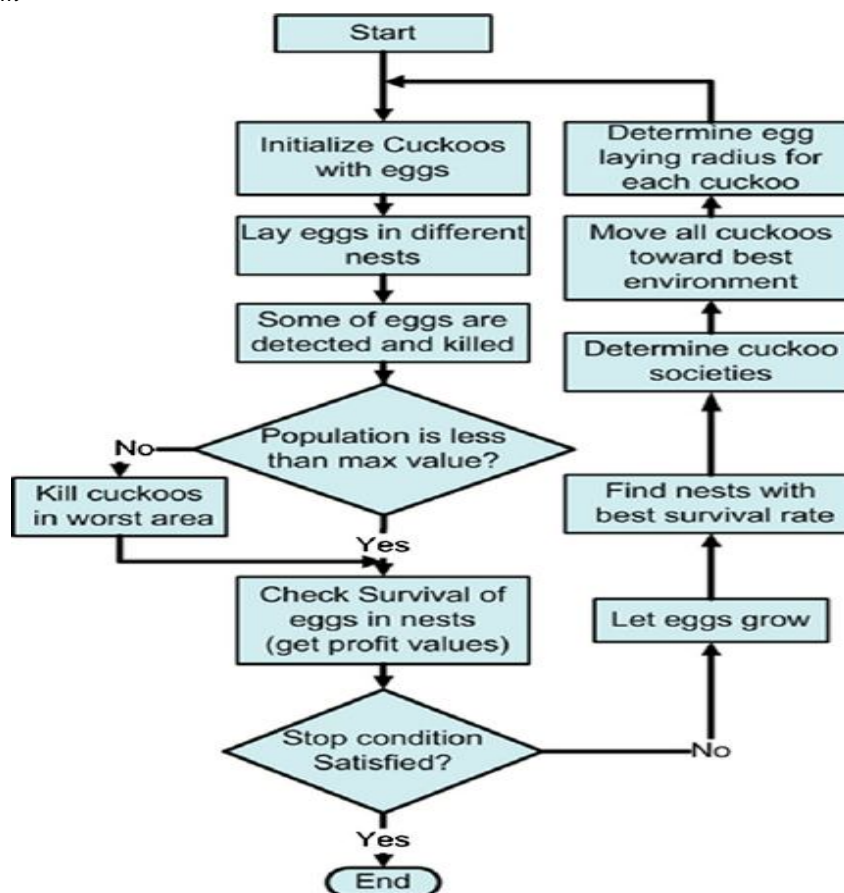 Start
Initialize Cuckoos
with eggs
Lay eggs in different
nests
Some of eggs are
detected and killed
Population is less
than max value?
No
Kill cuckoos
in worst area
Yes
Check Survival of
eggs in nests
(get profit values)
Stop condition
Satisfied?
No
Yes
End
Let eggs grow
Find nests with
best survival rate
Determine cuckoo
societies
Move all cuckoos
toward best
environment
Determine egg
laying radius for
each cuckoo